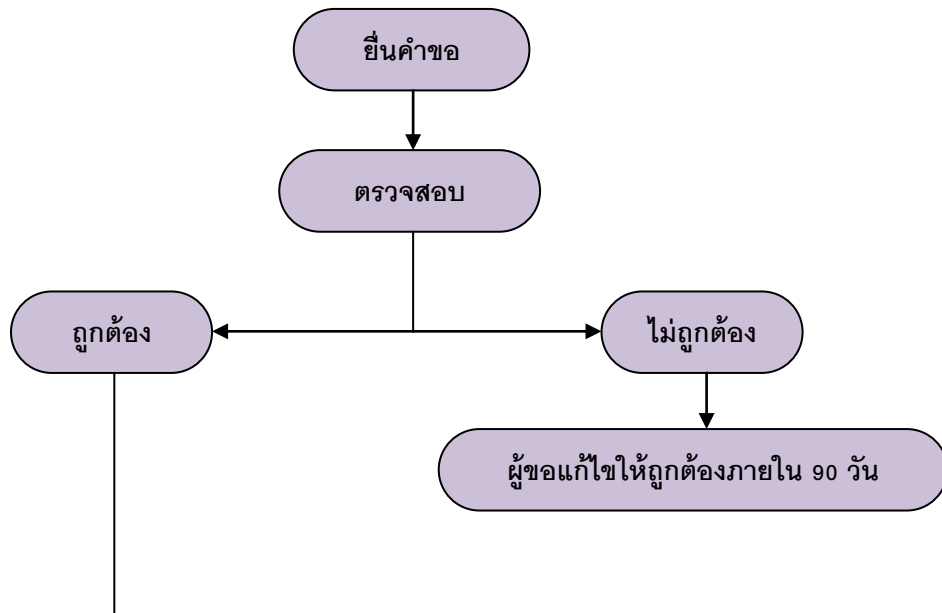 ยื่นคำขอ
ตรวจสอบ
ถูกต้อง
ไม่ถูกต้อง
ผู้ขอแก้ไขให้ถูกต้องภายใน 90 วัน